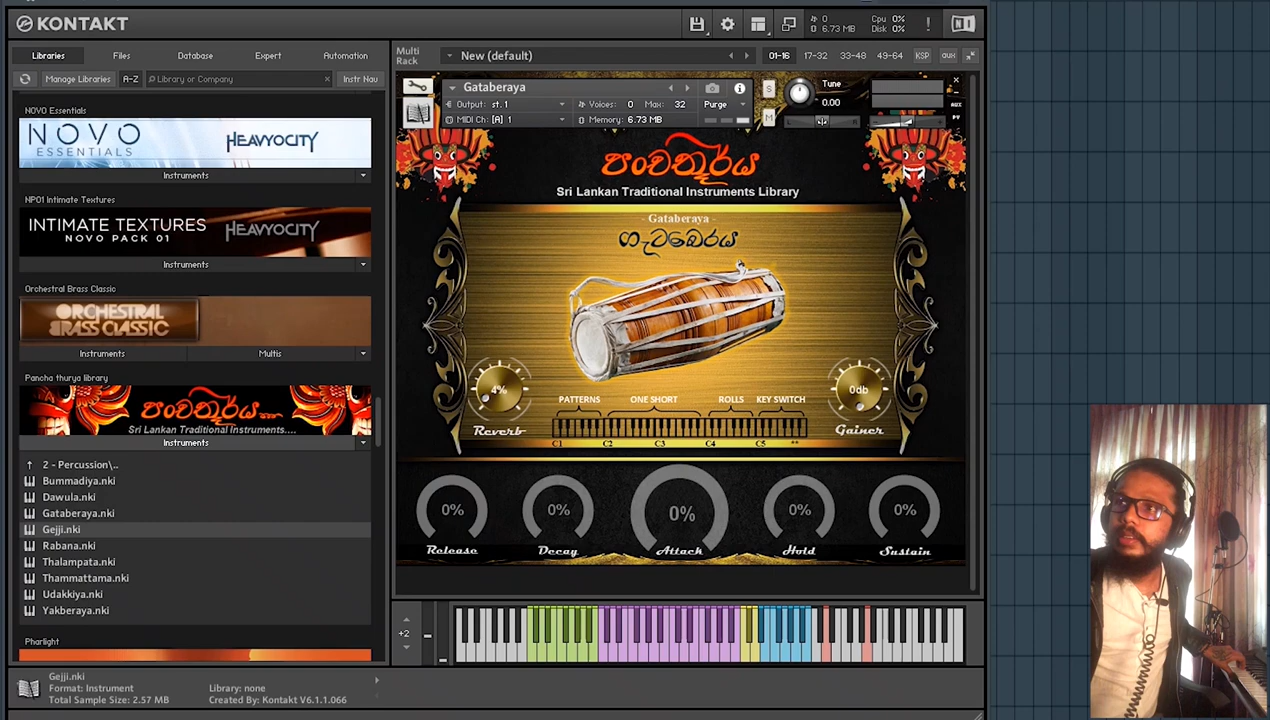 KONTAKT
0
6.73 MB
Cpu 0%
Disk 0%
!
Libraries
Files
Database
Expert
Automation
Multi
Rack
New (default)
01-16
17-32
33-48
49-64
KSP
aux
Manage Libraries
A-Z
Library or Company
Instr Nav
NOVO Essentials
NOVO
ESSENTIALS
HEAVYOCITY
Instruments
NP01 Intimate Textures
INTIMATE TEXTURES
NOVO PACK 01
HEAVYOCITY
Instruments
Orchestral Brass Classic
ORCHESTRAL
BRASS CLASSIC
Instruments
Multis
Pancha thurya library
පංචතූර්ය
Sri Lankan Traditional Instruments....
Instruments
2 - Percussion\..
Bummadiya.nki
Dawula.nki
Gataberaya.nki
Gejji.nki
Rabana.nki
Thalampata.nki
Thammattama.nki
Udakkiya.nki
Yakberaya.nki
Pharlight
Gataberaya
Output: st. 1
Voices: 0
Max: 32
Purge
MIDI Ch: [A] 1
Memory: 6.73 MB
S
M
Tune
0.00
AUX
PV
පංචතූර්ය
Sri Lankan Traditional Instruments Library
- Gataberaya -
ගැටබෙරය
4%
Reverb
PATTERNS
ONE SHORT
ROLLS
KEY SWITCH
C1
C2
C3
C4
C5
0db
Gainer
0%
Release
0%
Decay
0%
Attack
0%
Hold
0%
Sustain
+2
Gejji.nki
Format: Instrument
Total Sample Size: 2.57 MB
Library: none
Created By: Kontakt V6.1.1.066